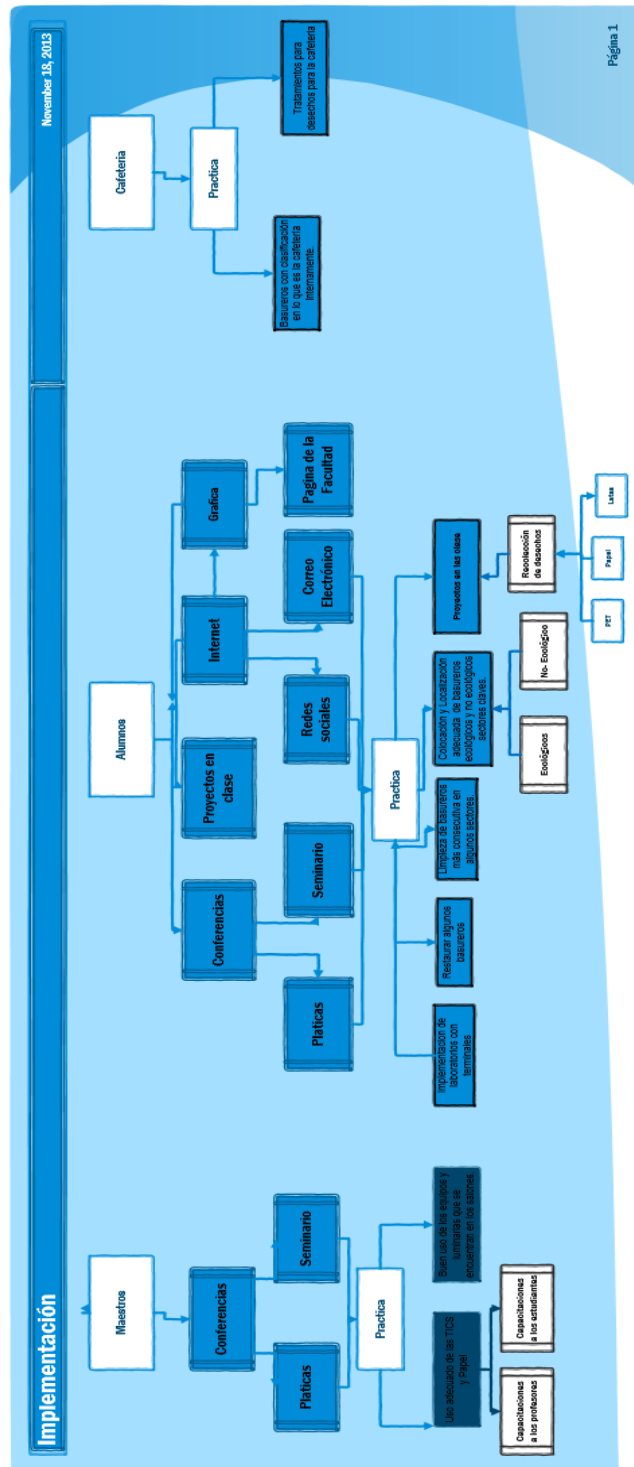 Implementación
November 18, 2013
Maestros
Alumnos
Cafeteria
Conferencias
Platicas
Seminario
Practica
Uso adecuado de las TICS
y Papel
Buen uso de los equipos y
luminarias que se
encuentran en los salones.
Capacitaciones
a los profesores
Capacitaciones
a los estudiantes
Conferencias
Proyectos en
clase
Internet
Grafica
Platicas
Seminario
Redes
sociales
Correo
Electrónico
Pagina de la
Facultad
Practica
Implementacion de
laboratorios con
terminales
Restaurar algunos
basureros
Limpieza de basureros
más consecutiva en
algunos sectores.
Colocación y Localización
adecuada de basureros
ecológicos y no ecológicos
sectores claves.
Proyectos en las clase
Ecológicos
No- Ecológico
Recolección
de desechos
PET
Papel
Latas
Practica
Basureros con clasificación
en lo que es la cafetería
internamente.
Tratamientos para
desechos para la cafeteria
Página 1